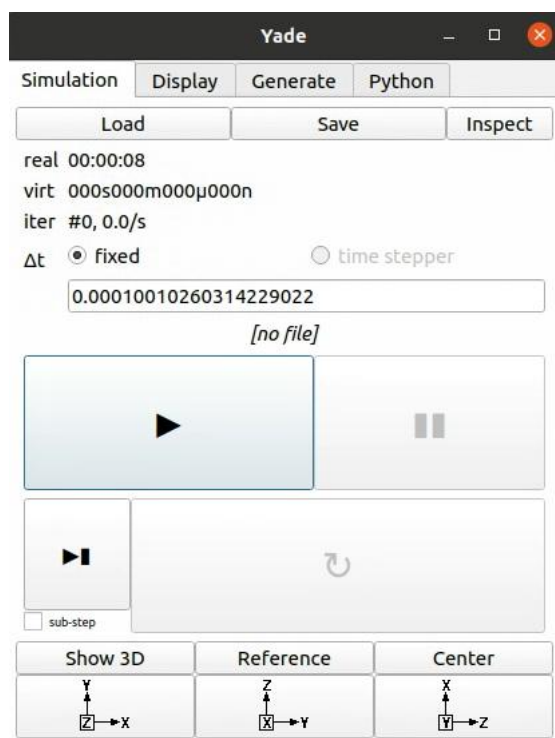 Yade
Simulation Display Generate Python
Load Save Inspect
real 00:00:08
virt 000s000m000µ000n
iter #0, 0.0/s
Δt fixed time stepper
0.00010010260314229022
[no file]
sub-step
Show 3D Reference Center
Y Z X
Z X X Y Y Z